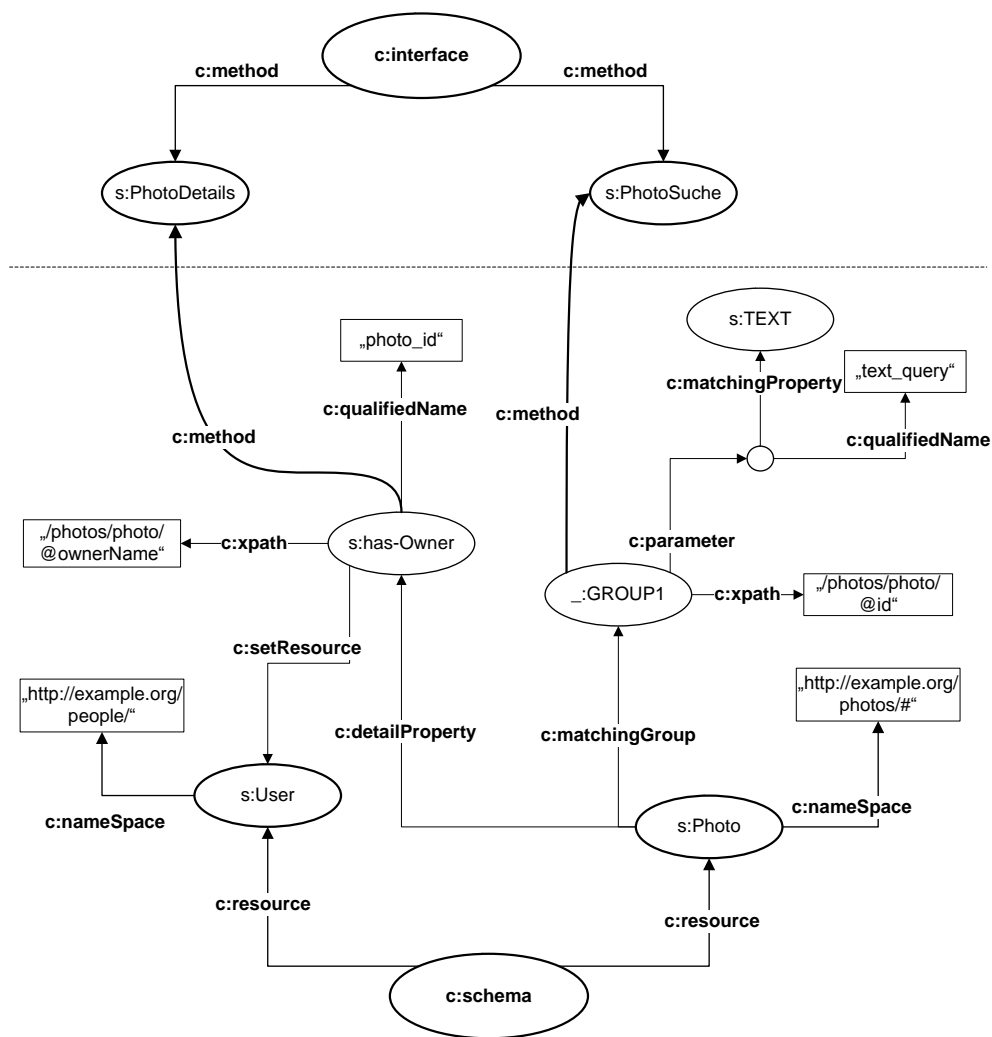 c:interface
c:method
c:method
s:PhotoDetails
s:PhotoSuche
s:TEXT
„photo_id“
c:matchingProperty
„text_query“
c:qualifiedName
c:method
c:method
c:qualifiedName
„/photos/photo/
@ownerName“
c:xpath
s:has-Owner
c:parameter
_:GROUP1
c:xpath
„/photos/photo/
@id“
c:setResource
„http://example.org/
people/“
„http://example.org/
photos/#“
c:detailProperty
c:matchingGroup
s:User
c:nameSpace
s:Photo
c:nameSpace
c:resource
c:resource
c:schema